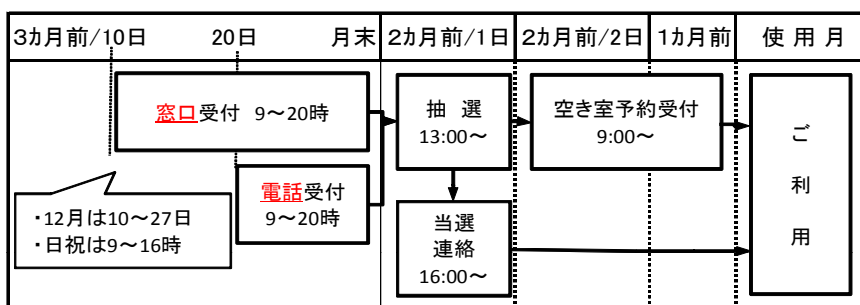 3ヵ月前/10日 20日 月末 2ヵ月前/1日 2ヵ月前/2日 1ヵ月前 使用月
窓口受付 9～20時
電話受付
9～20時
・12月は10～27日
・日祝は9～16時
抽 選
13:00～
当選
連絡
16:00～
空き室予約受付
9:00～
ご
利
用